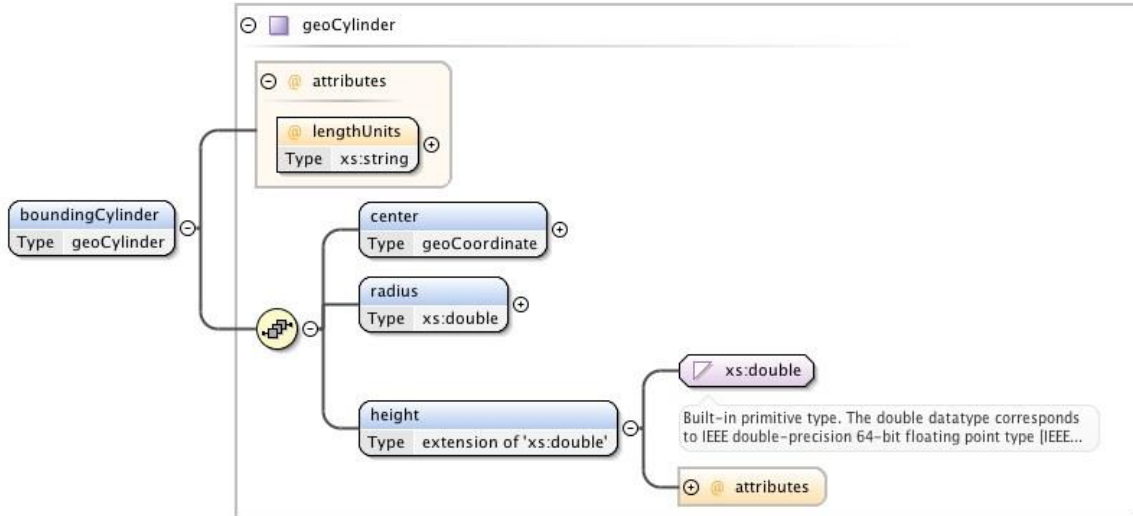 geoCylinder
@ attributes
@ lengthUnits
Type xs:string
boundingCylinder
Type geoCylinder
center
Type geoCoordinate
radius
Type xs:double
height
Type extension of 'xs:double'
xs:double
Built-in primitive type. The double datatype corresponds
to IEEE double-precision 64-bit floating point type [IEEE...
@ attributes